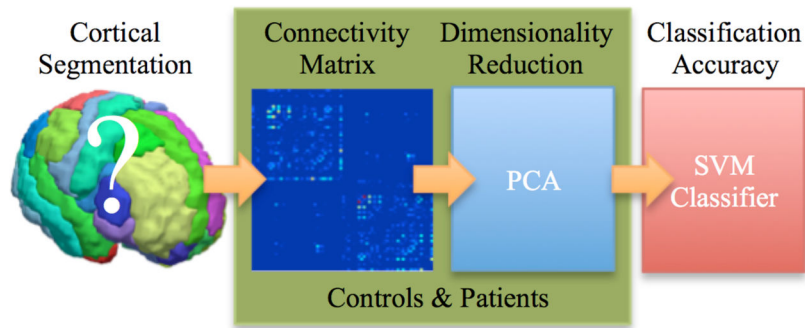 Cortical
Segmentation
Connectivity
Matrix
Dimensionality
Reduction
Classification
Accuracy
?
PCA
SVM
Classifier
Controls & Patients